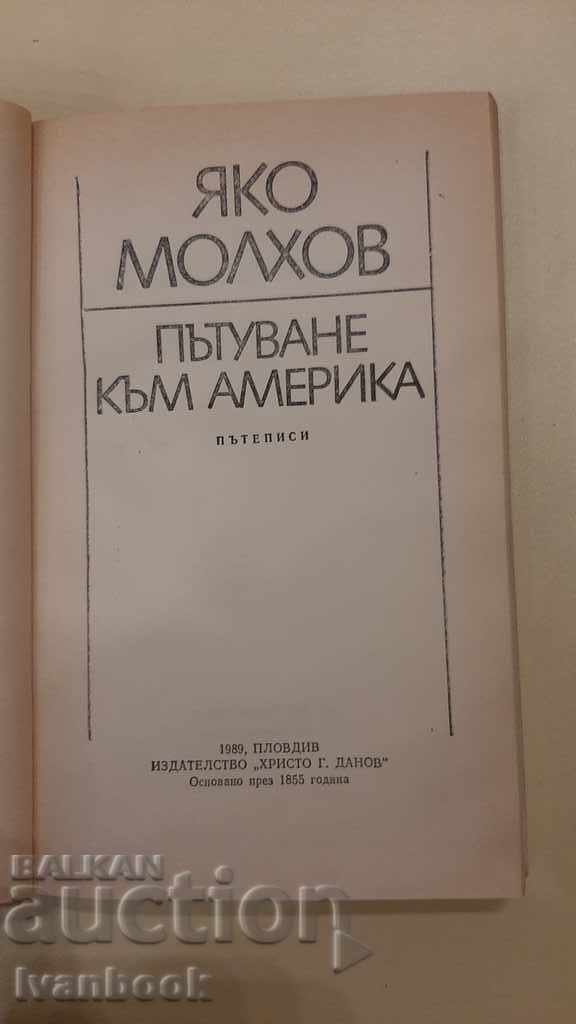 ЯКО
МОЛХОВ
ПЪТУВАНЕ
КЪМ АМЕРИКА
ПЪТЕПИСИ
1989, ПЛОВДИВ
ИЗДАТЕЛСТВО „ХРИСТО Г. ДАНОВ"
Основано през 1855 година
BALKAN
auction
Ivanbook